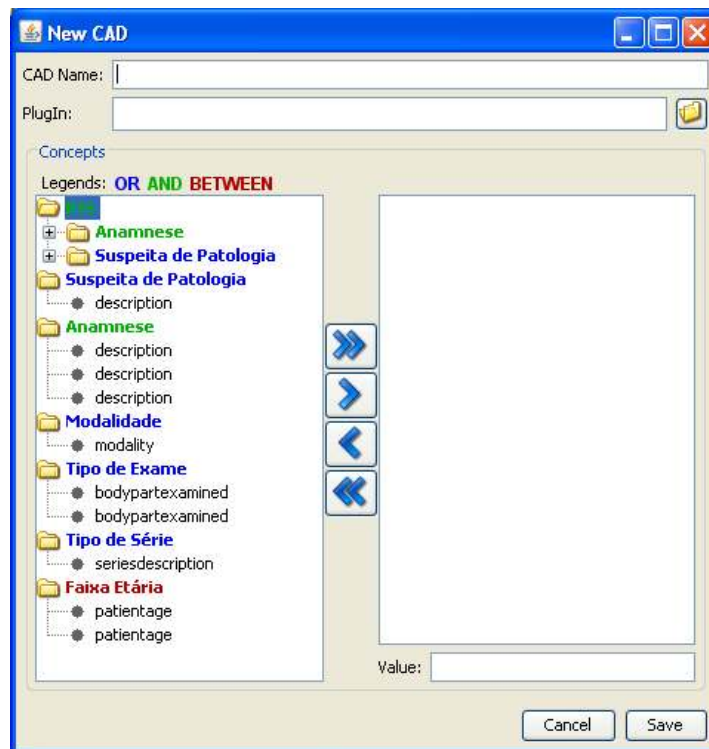 New CAD
CAD Name:
PlugIn:
Concepts
Legends: OR AND BETWEEN
Anamnese
Suspeita de Patologia
Suspeita de Patologia
description
Anamnese
description
description
description
Modalidade
modality
Tipo de Exame
bodypartexamined
bodypartexamined
Tipo de Série
seriesdescription
Faixa Etária
patientage
patientage
Value:
Cancel Save